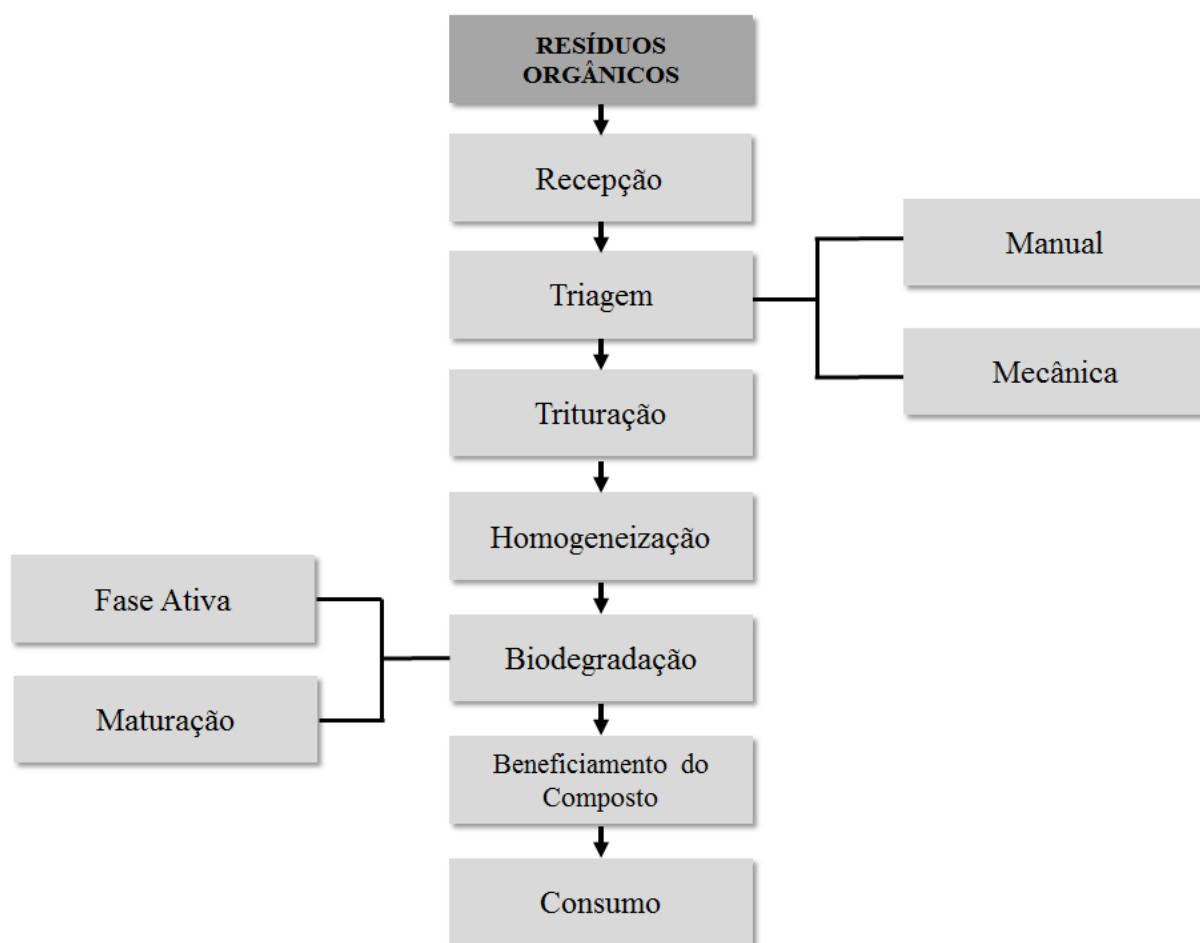 RESÍDUOS
ORGÂNICOS
Recepção
Triagem
Manual
Mecânica
Trituração
Homogeneização
Fase Ativa
Biodegradação
Maturação
Beneficiamento do
Composto
Consumo